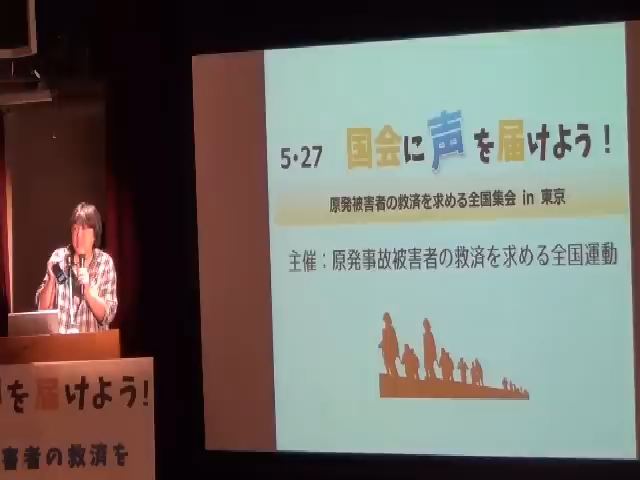 5・27 国会に声を届けよう！
原発被害者の救済を求める全国集会 in 東京
主催：原発事故被害者の救済を求める全国運動
を届けよう！
害者の救済を